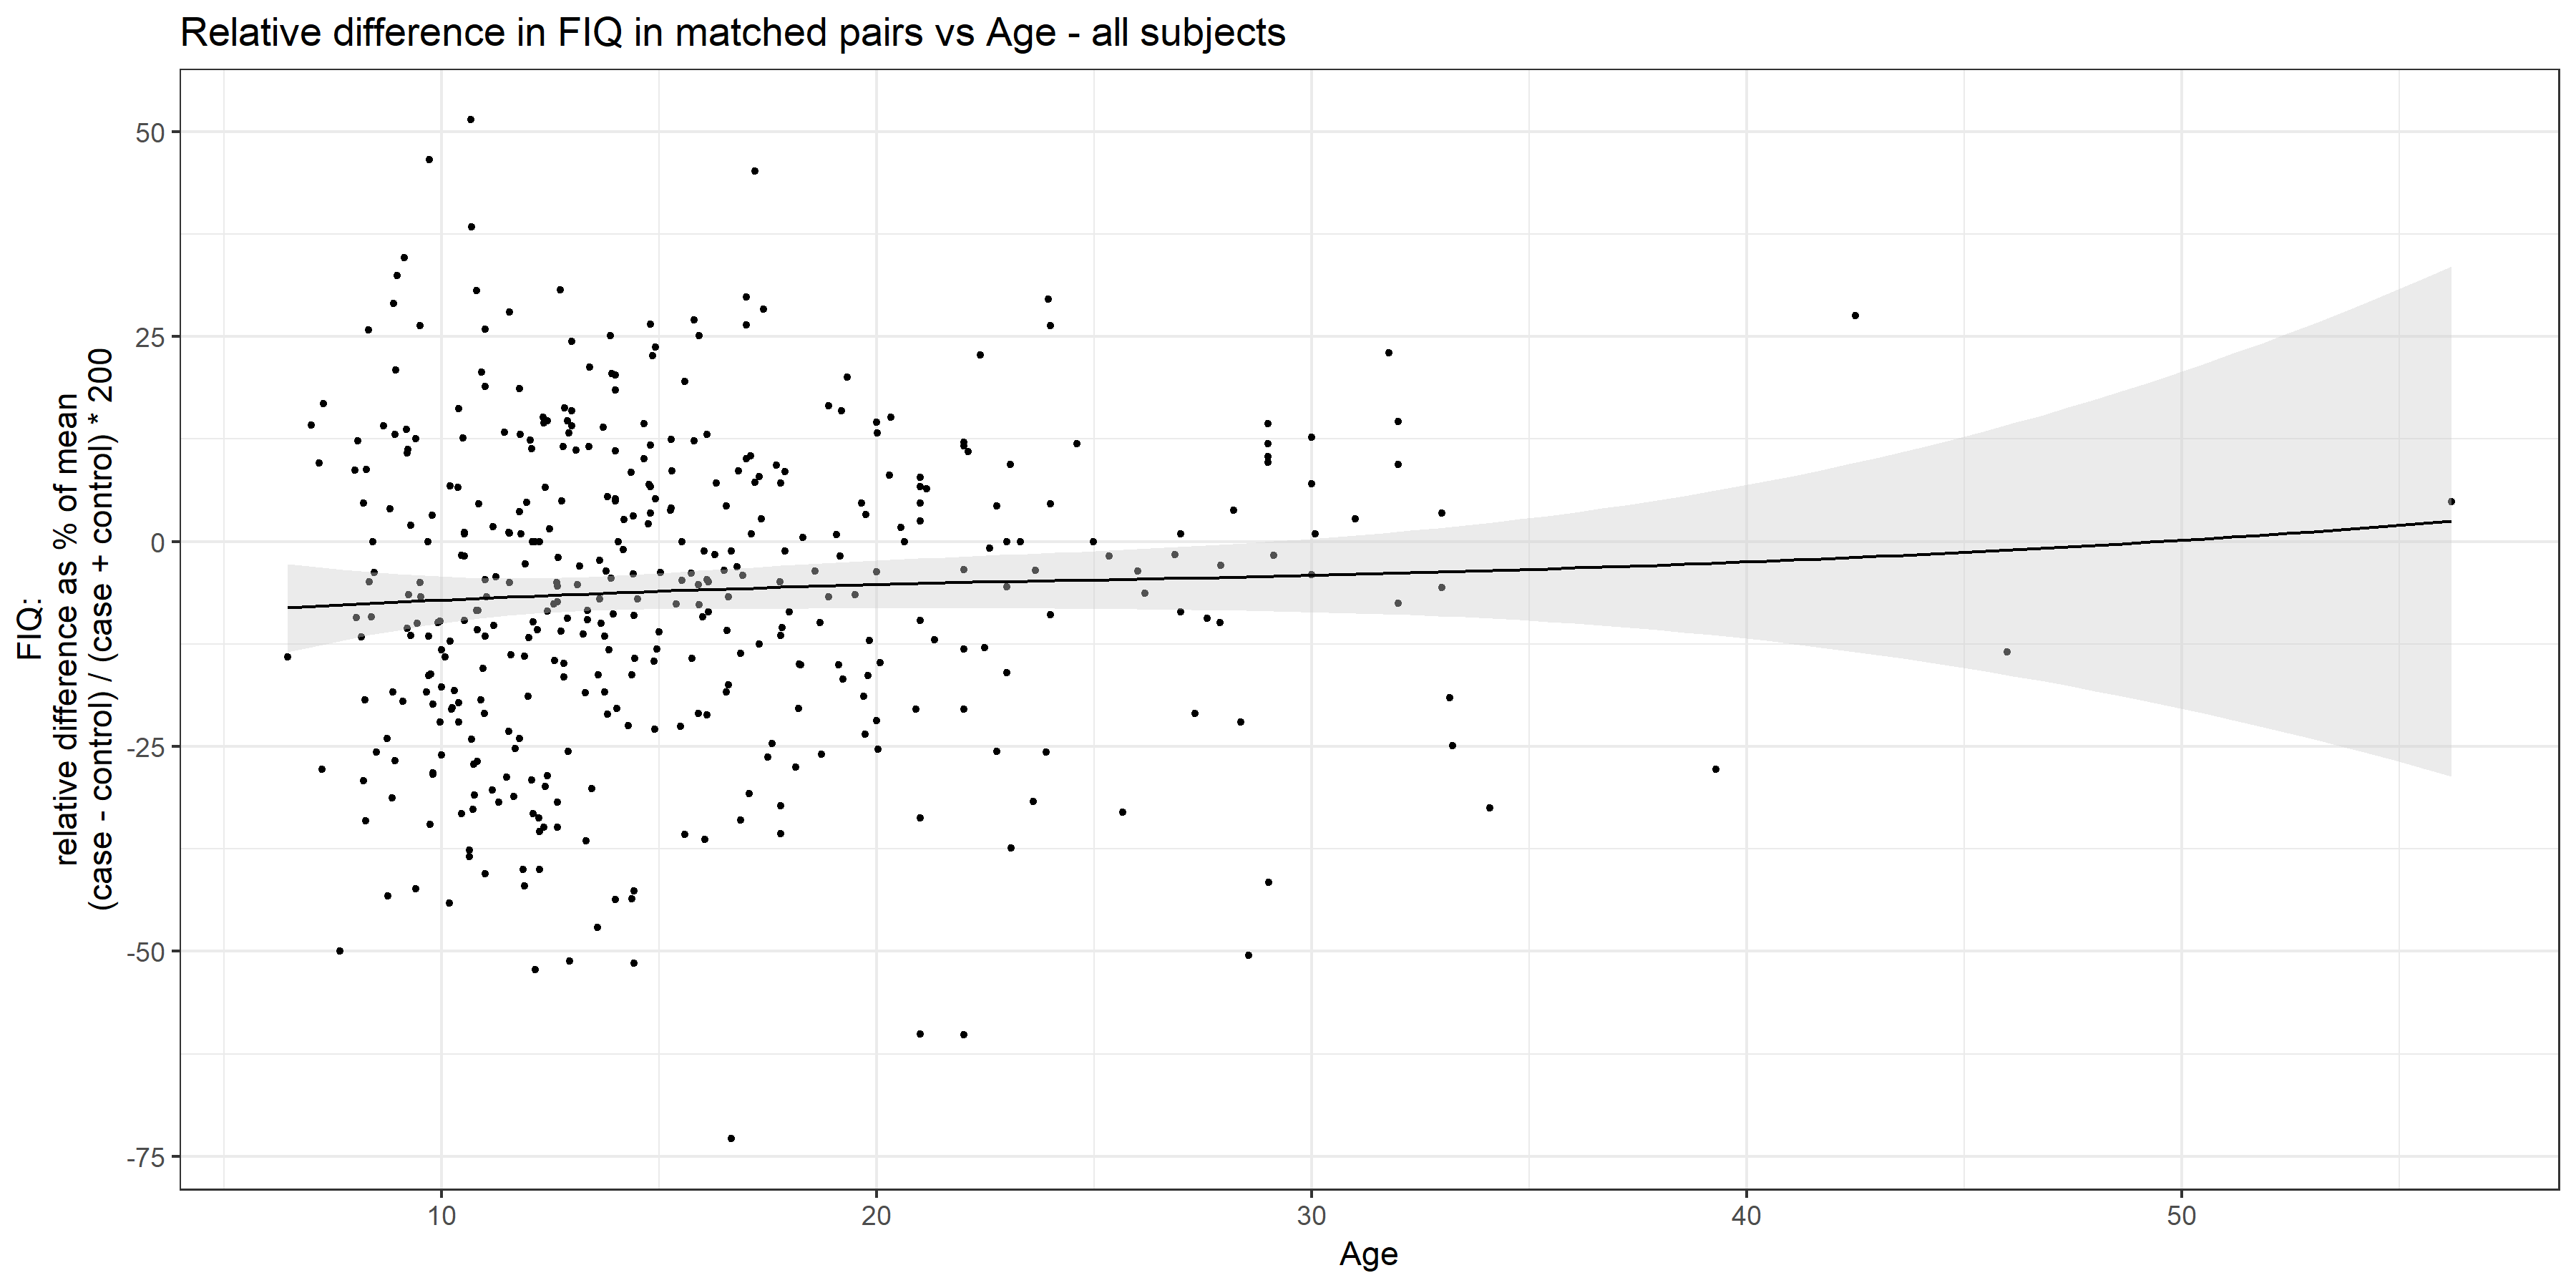 Relative difference in FIQ in matched pairs vs Age - all subjects
FIQ:
relative difference as % of mean
(case - control) / (case + control) * 200
50
25
0
-25
-50
-75
10
20
30
40
50
Age